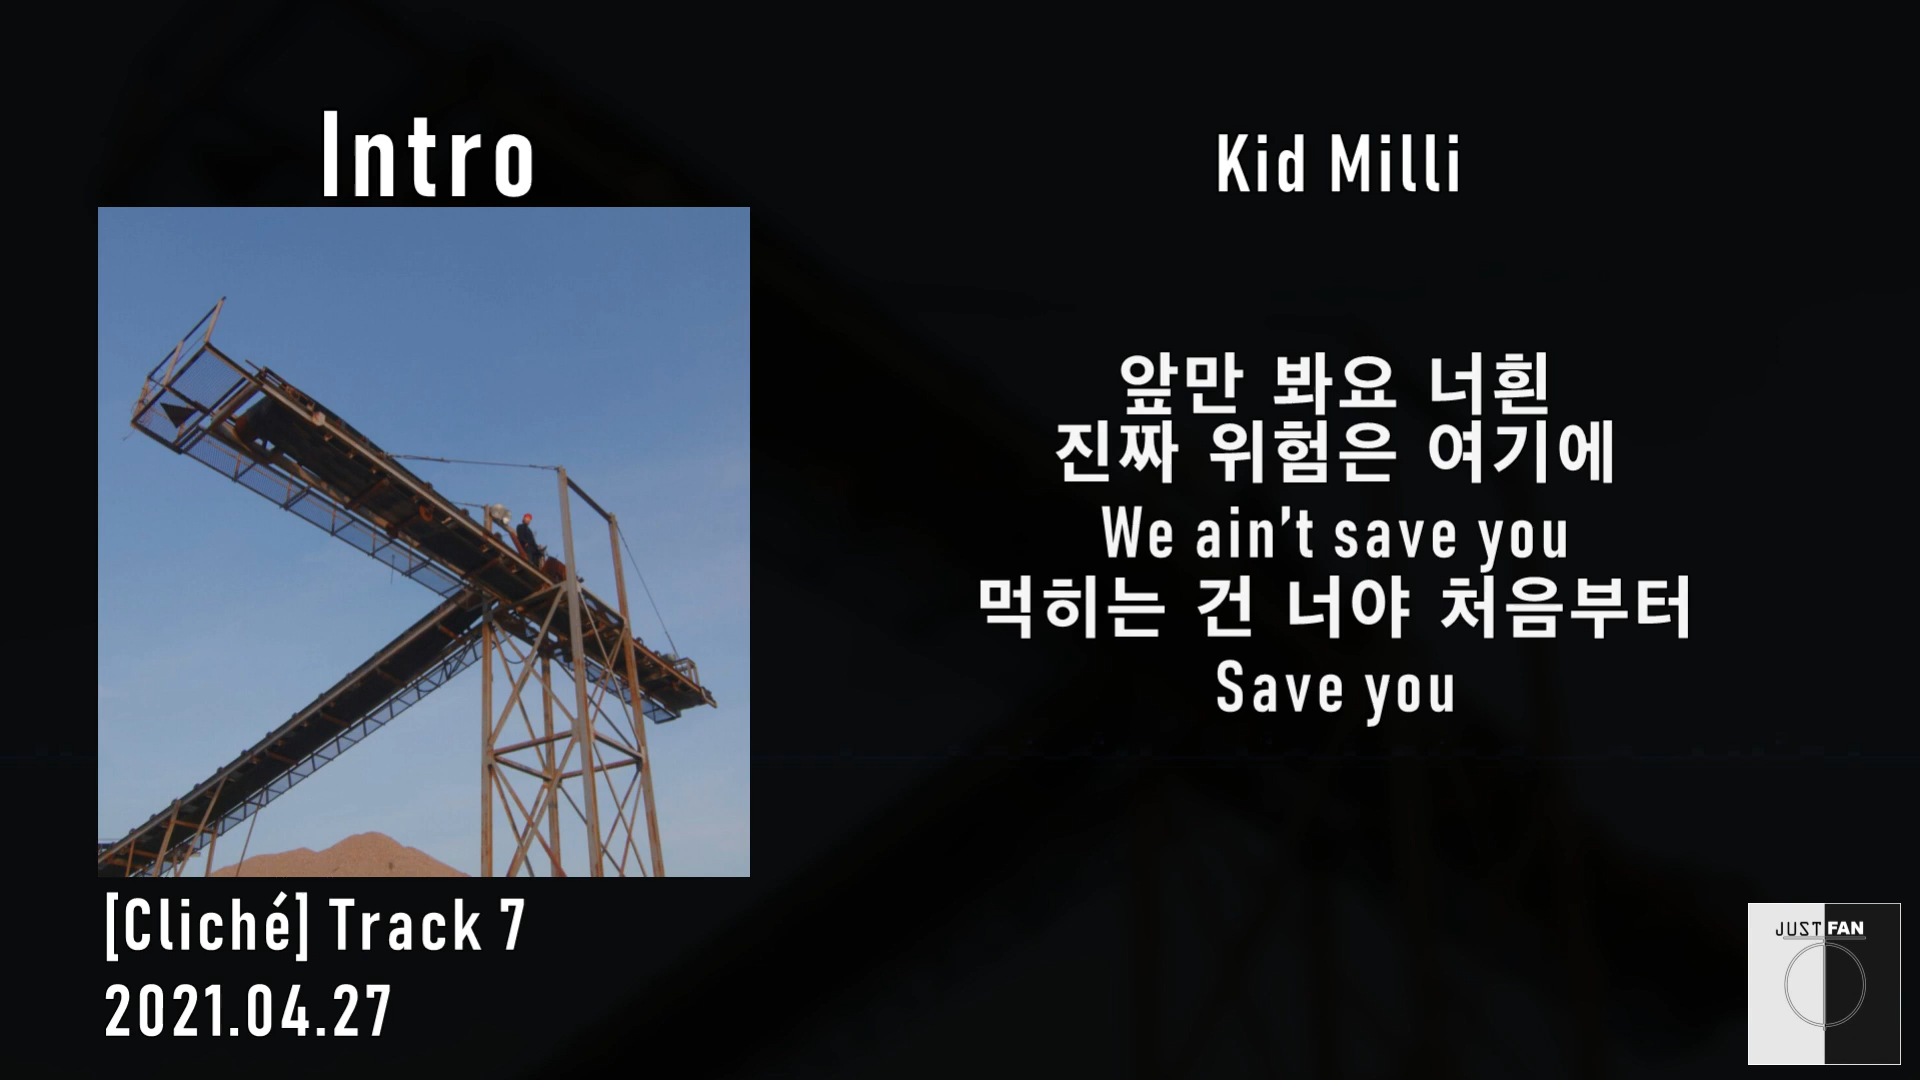 Intro
Kid Milli
앞만 봐요 너흰
진짜 위험은 여기에
We ain't save you
먹히는 건 너야 처음부터
Save you
[Cliché] Track 7
2021.04.27
JUST FAN